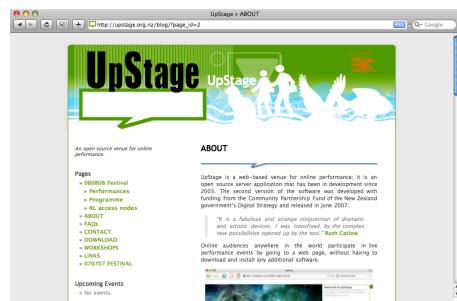 UpStage » ABOUT
http://upstage.org.nz/blog/?page_id=2
RSS
Google
UpStage
UpStage
An open source venue for online
peformance.
Pages
» 080808 Festival
» Performances
» Programme
» RL access nodes
» ABOUT
» FAQs
» CONTACT
» DOWNLOAD
» WORKSHOPS
» LINKS
» 070707 FESTIVAL
Upcoming Events
» No events.
ABOUT
UpStage is a web-based venue for online performance; it is an
open source server application that has been in development since
2003. The second version of the software was developed with
funding from the Community Partnership Fund of the New Zealand
government's Digital Strategy and released in June 2007.
"It is a fabulous and strange conjunction of dramatic
and artistic devices. I was transfixed by the complex
new possibilities opened up by the tool." Ruth Catlow
Online audiences anywhere in the world participate in live
performance events by going to a web page, without having to
download and install any additional software.